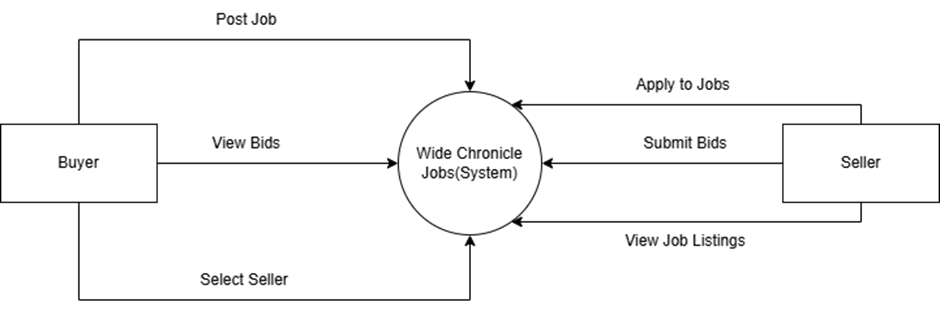 Post Job
Apply to Jobs
View Bids
Submit Bids
Buyer
Wide Chronicle
Jobs(System)
Seller
View Job Listings
Select Seller